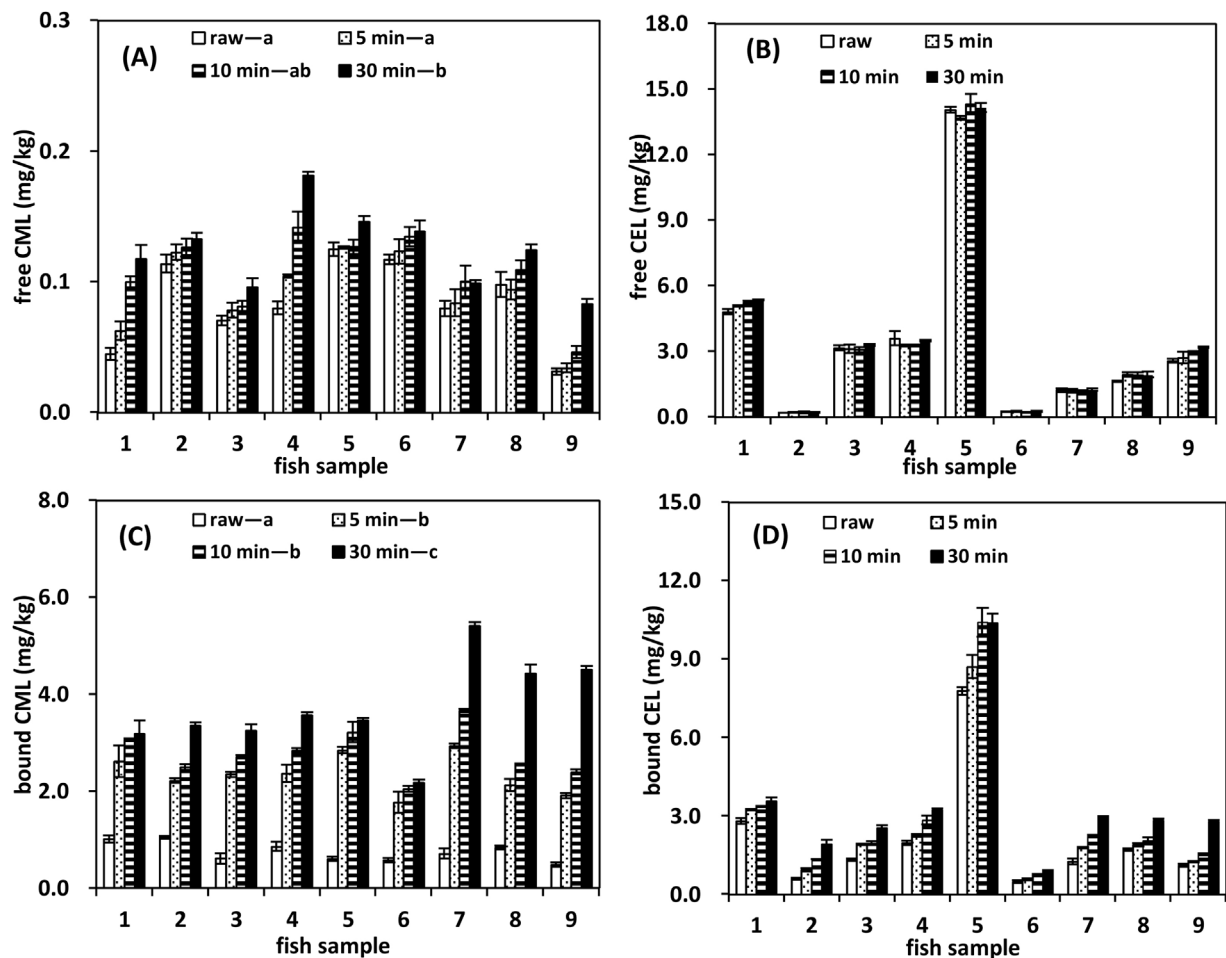 (A)
raw—a 5 min—a
10 min—ab 30 min—b
free CML (mg/kg)
0.3
0.2
0.1
0.0
1 2 3 4 5 6 7 8 9
fish sample
(B)
raw 5 min
10 min 30 min
free CEL (mg/kg)
18.0
15.0
12.0
9.0
6.0
3.0
0.0
1 2 3 4 5 6 7 8 9
fish sample
(C)
raw—a 5 min—b
10 min—b 30 min—c
bound CML (mg/kg)
8.0
6.0
4.0
2.0
0.0
1 2 3 4 5 6 7 8 9
fish sample
(D)
raw 5 min
10 min 30 min
bound CEL (mg/kg)
15.0
12.0
9.0
6.0
3.0
0.0
1 2 3 4 5 6 7 8 9
fish sample